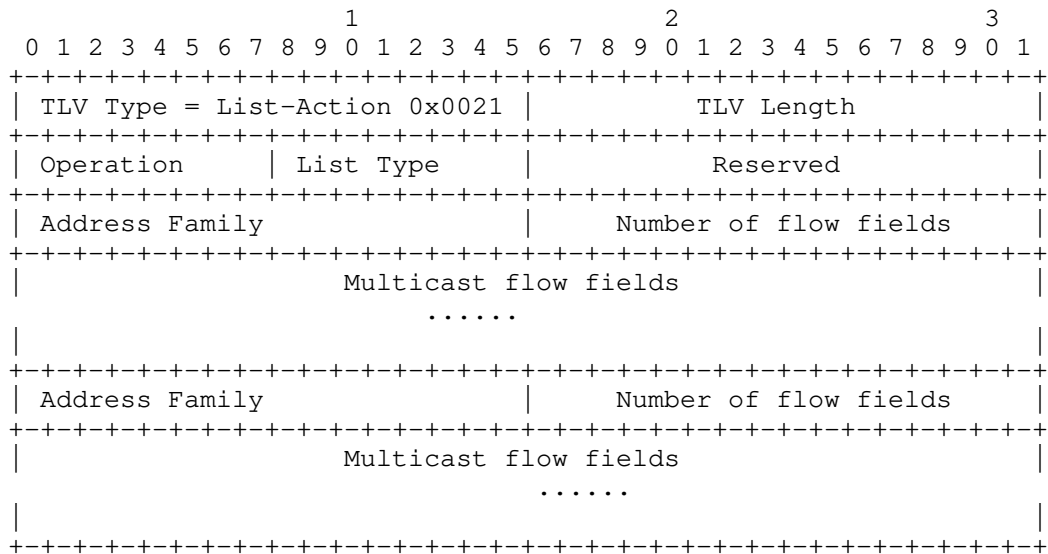 1                   2                   3
 0 1 2 3 4 5 6 7 8 9 0 1 2 3 4 5 6 7 8 9 0 1 2 3 4 5 6 7 8 9 0 1
+-+-+-+-+-+-+-+-+-+-+-+-+-+-+-+-+-+-+-+-+-+-+-+-+-+-+-+-+-+-+-+-+
| TLV Type = List-Action 0x0021 |          TLV Length           |
+-+-+-+-+-+-+-+-+-+-+-+-+-+-+-+-+-+-+-+-+-+-+-+-+-+-+-+-+-+-+-+-+
| Operation     | List Type     |           Reserved            |
+-+-+-+-+-+-+-+-+-+-+-+-+-+-+-+-+-+-+-+-+-+-+-+-+-+-+-+-+-+-+-+-+
| Address Family                |     Number of flow fields     |
+-+-+-+-+-+-+-+-+-+-+-+-+-+-+-+-+-+-+-+-+-+-+-+-+-+-+-+-+-+-+-+-+
|                    Multicast flow fields                      |
                          ......
|                                                               |
+-+-+-+-+-+-+-+-+-+-+-+-+-+-+-+-+-+-+-+-+-+-+-+-+-+-+-+-+-+-+-+-+
| Address Family                |     Number of flow fields     |
+-+-+-+-+-+-+-+-+-+-+-+-+-+-+-+-+-+-+-+-+-+-+-+-+-+-+-+-+-+-+-+-+
|                    Multicast flow fields                      |
                                 ......
|                                                               |
+-+-+-+-+-+-+-+-+-+-+-+-+-+-+-+-+-+-+-+-+-+-+-+-+-+-+-+-+-+-+-+-+